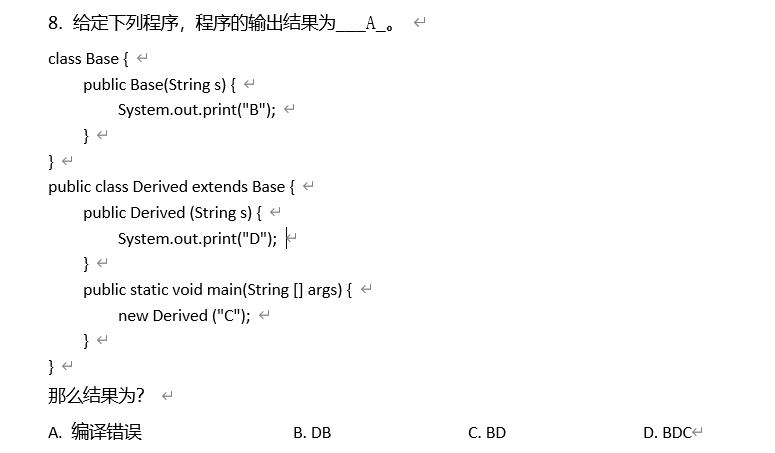 8. 给定下列程序，程序的输出结果为___A_。 ↵
class Base { ↵
public Base(String s) { ↵
System.out.print("B"); ↵
} ↵
} ↵
public class Derived extends Base { ↵
public Derived (String s) { ↵
System.out.print("D"); ↵
} ↵
public static void main(String [] args) { ↵
new Derived ("C"); ↵
} ↵
} ↵
那么结果为？ ↵
A. 编译错误 B. DB C. BD D. BDC↵